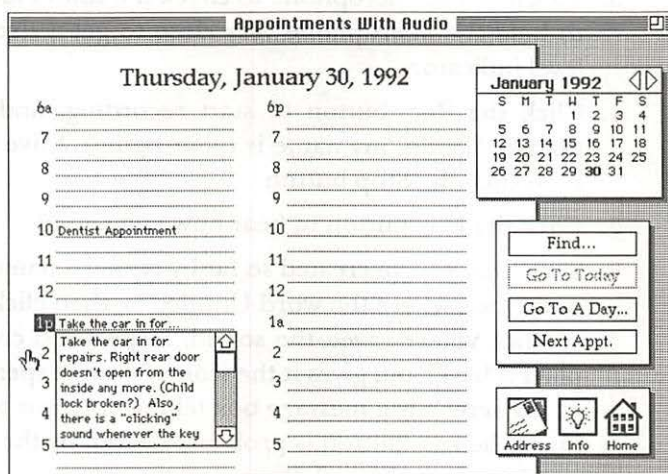 Appointments With Audio
Thursday, January 30, 1992
6a
7
8
9
10 Dentist Appointment
11
12
1p Take the car in for...
2
3
4
5
Take the car in for
repairs. Right rear door
doesn't open from the
inside any more. (Child
lock broken?) Also,
there is a "clicking"
sound whenever the key
6p
7
8
9
10
11
12
1a
2
3
4
5
January 1992
S M T W T F S
1 2 3 4
5 6 7 8 9 10 11
12 13 14 15 16 17 18
19 20 21 22 23 24 25
26 27 28 29 30 31
Find...
Go To Today
Go To A Day...
Next Appt.
Address Info Home